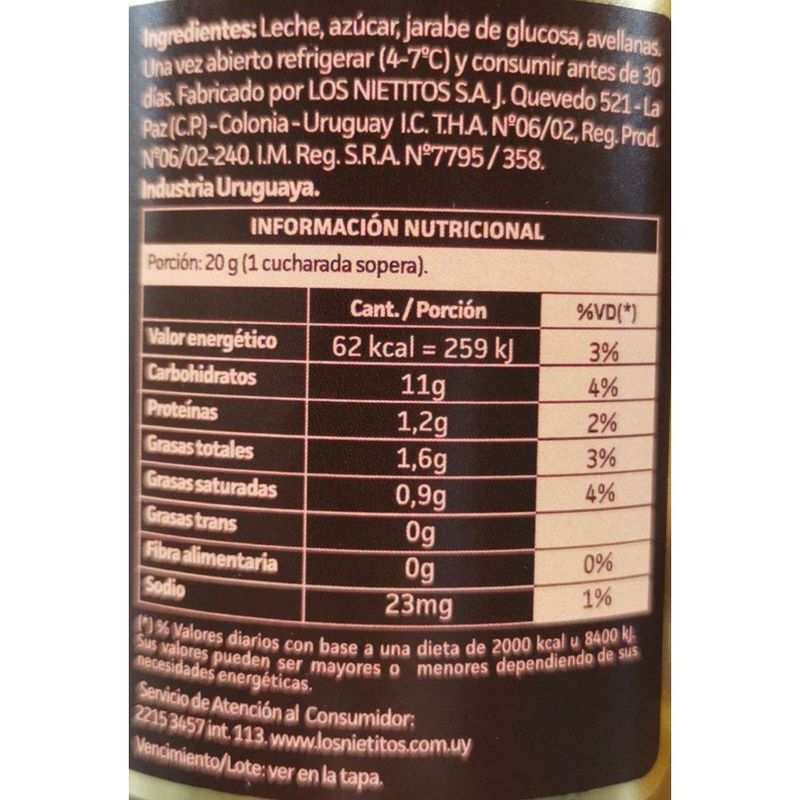 Ingredientes: Leche, azúcar, jarabe de glucosa, avellanas.
Una vez abierto refrigerar (4-7ºC) y consumir antes de 30
días. Fabricado por LOS NIETITOS S.A. J. Quevedo 521 - La
Paz (C.P.) - Colonia - Uruguay I.C. T.H.A. Nº06/02, Reg. Prod.
Nº06/02-240. I.M. Reg. S.R.A. Nº7795 / 358.
Industria Uruguaya.
INFORMACIÓN NUTRICIONAL
Porción: 20 g (1 cucharada sopera).
Cant. / Porción %VD(*)
Valor energético 62 kcal = 259 kJ 3%
Carbohidratos 11g 4%
Proteínas 1,2g 2%
Grasas totales 1,6g 3%
Grasas saturadas 0,9g 4%
Grasas trans 0g
Fibra alimentaria 0g 0%
Sodio 23mg 1%
(*) % Valores diarios con base a una dieta de 2000 kcal u 8400 kJ.
Sus valores pueden ser mayores o menores dependiendo de sus
necesidades energéticas.
Servicio de Atención al Consumidor:
2215 3457 int. 113. www.losnietitos.com.uy
Vencimiento/Lote: ver en la tapa.